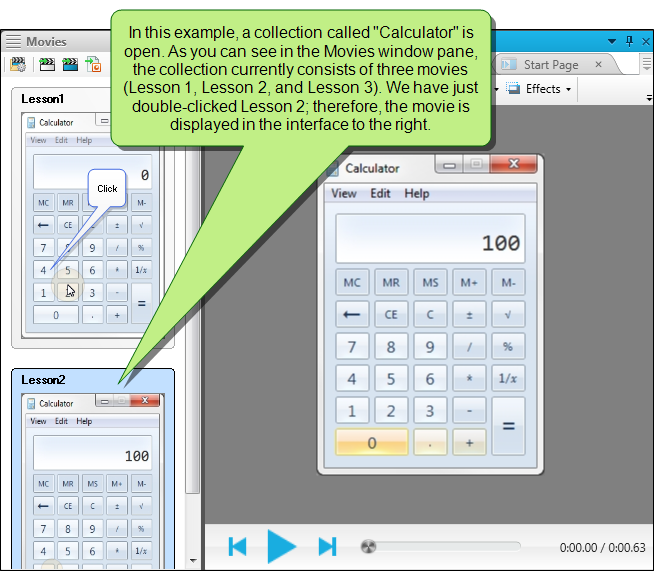 Movies
In this example, a collection called "Calculator" is
open. As you can see in the Movies window pane,
the collection currently consists of three movies
(Lesson 1, Lesson 2, and Lesson 3). We have just
double-clicked Lesson 2; therefore, the movie is
displayed in the interface to the right.
Start Page
Effects
Lesson1
Calculator
View Edit Help
0
Click
MC MR M-
← CE ± √
7 9 / %
4 5 6 * 1/x
1 3 - =
0 . +
Lesson2
Calculator
View Edit Help
100
MC MR MS M+ M-
← CE C ± √
7 8 9 / %
4 5 6 * 1/x
Calculator
View Edit Help
100
MC MR MS M+ M-
← CE C ± √
7 8 9 / %
4 5 6 * 1/x
1 2 3 - =
0 . +
0:00.00 / 0:00.63